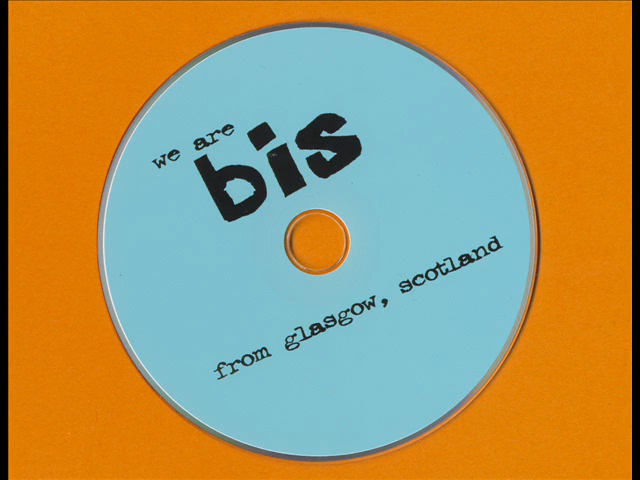 we are
bis
from glasgow, scotland